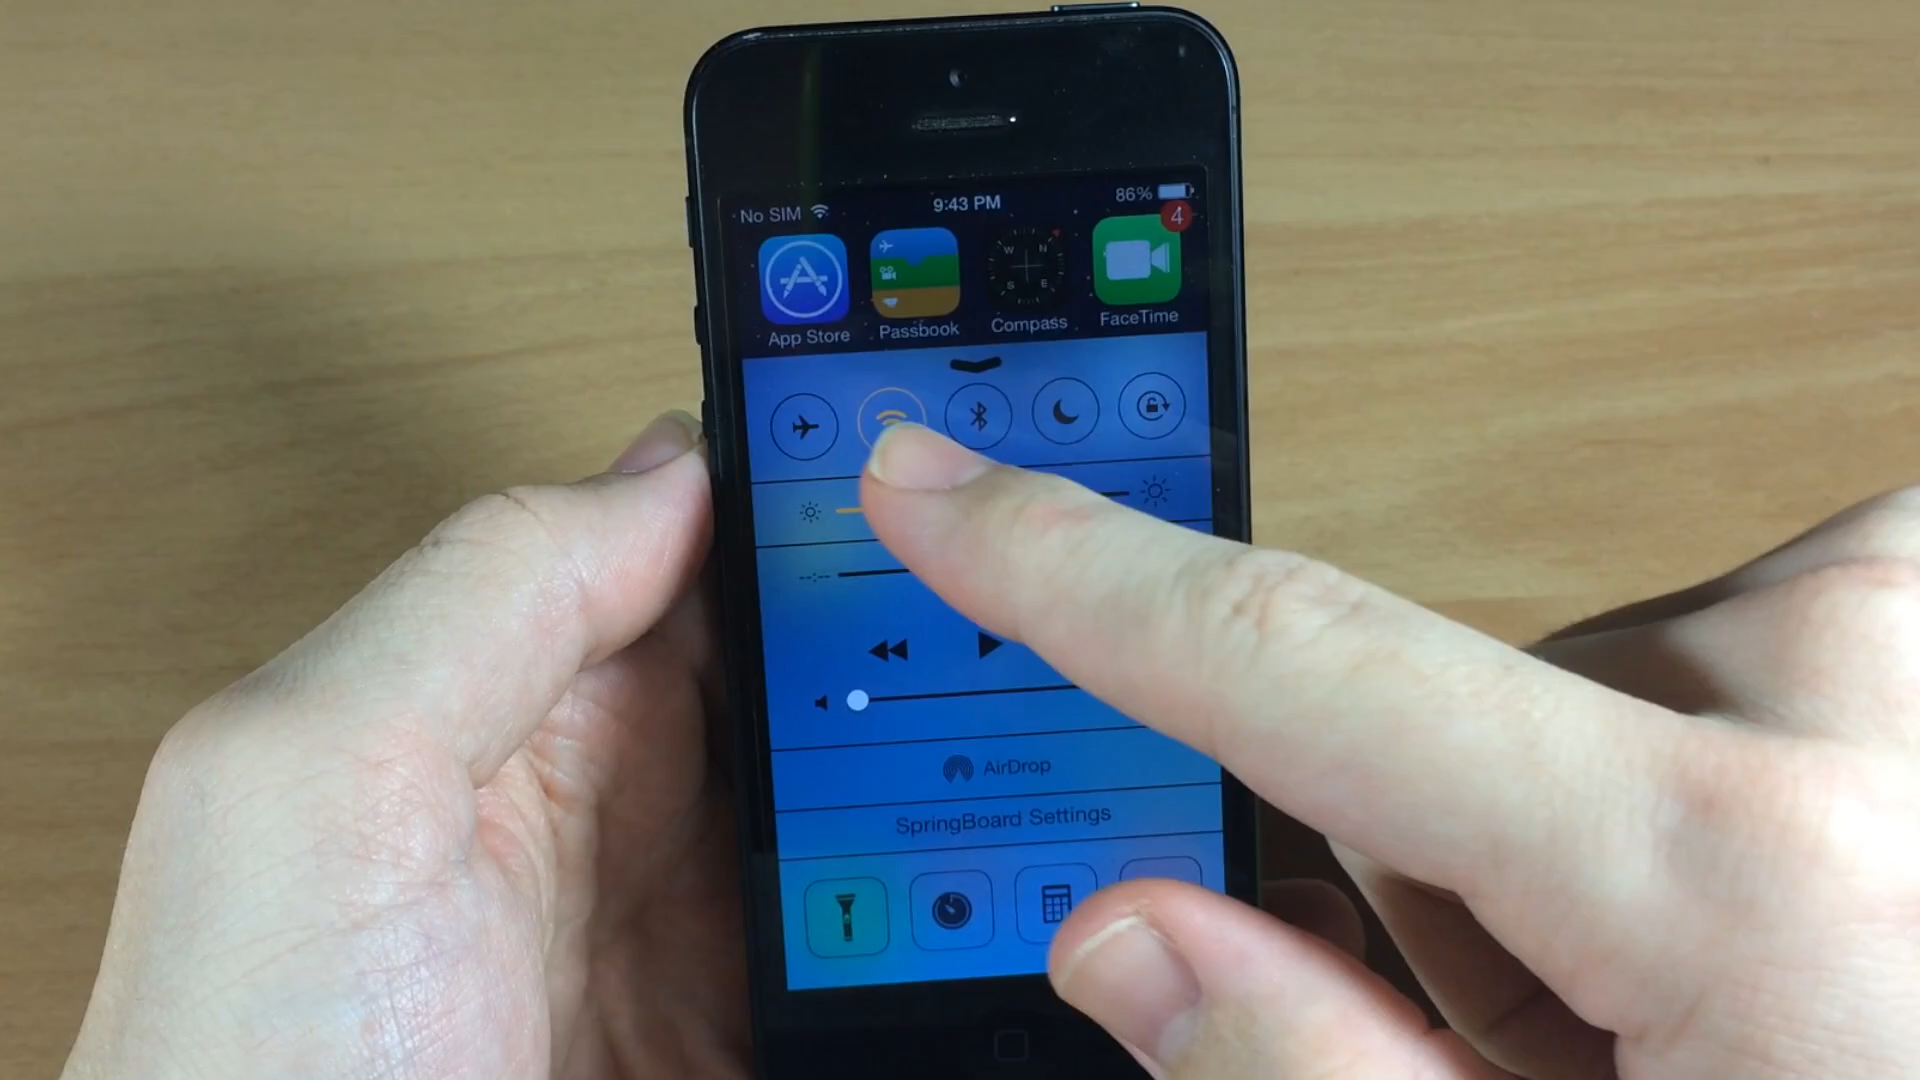 No SIM 9:43 PM 86%
4
W N
S E
App Store Passbook Compass FaceTime
AirDrop
SpringBoard Settings